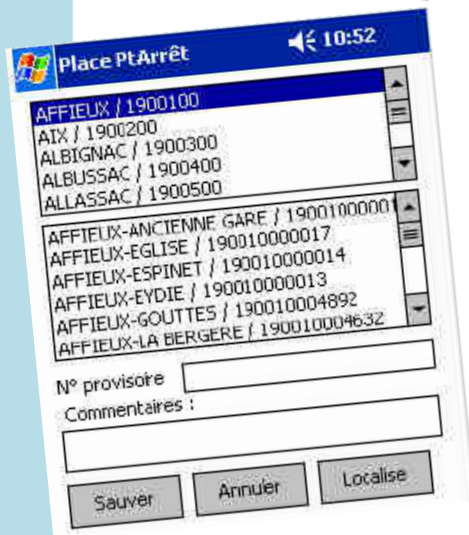 Place PtArrêt 10:52
AFFIEUX / 1900100
AIX / 1900200
ALBIGNAC / 1900300
ALBUSSAC / 1900400
ALLASSAC / 1900500
AFFIEUX-ANCIENNE GARE / 19001000001
AFFIEUX-EGLISE / 190010000017
AFFIEUX-ESPINET / 190010000014
AFFIEUX-EYDIE / 190010000013
AFFIEUX-GOUTTES / 190010004892
AFFIEUX-LA BERGERE / 190010004632
N° provisoire
Commentaires :
Sauver Annuler Localise